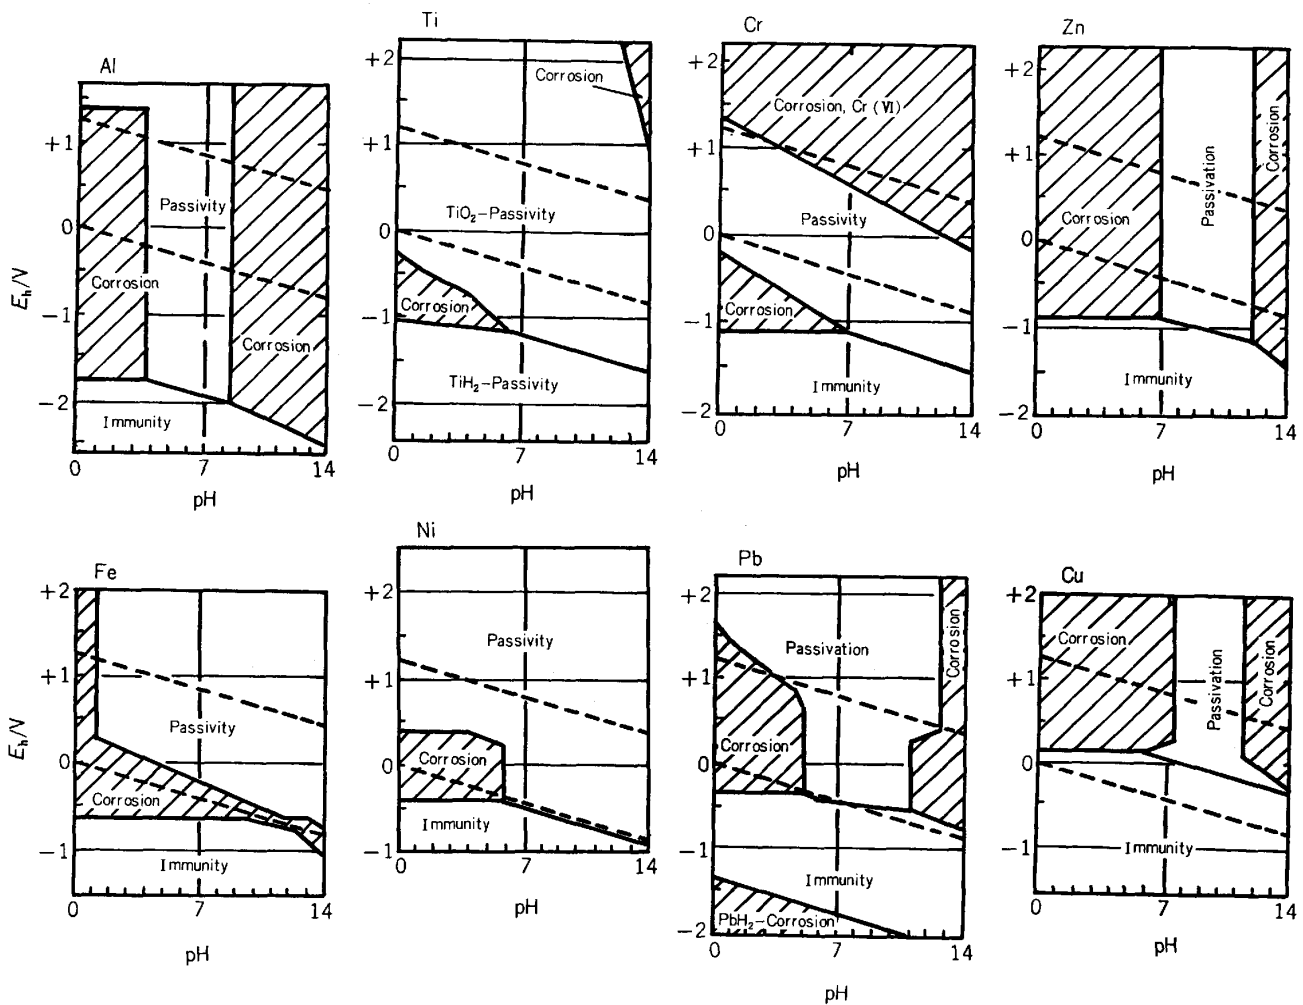 Al
Ti
Cr
Zn
+2
+1
0
−1
−2
+1
0
−1
−2
+2
+1
0
−1
−2
+2
+1
0
−1
−2
Eh/V
Corrosion
Passivity
Corrosion
Immunity
Corrosion
TiO2−Passivity
Corrosion
TiH2−Passivity
Corrosion, Cr (VI)
Passivity
Corrosion
Immunity
Corrosion
Passivation
Corrosion
Immunity
0 7 14
0 7 14
0 7 14
0 7 14
pH
pH
pH
pH
Fe
Ni
Pb
Cu
+2
+1
0
−1
+2
+1
0
−1
+2
+1
0
−1
−2
+2
+1
0
−1
Eh/V
Passivity
Corrosion
Immunity
Passivity
Corrosion
Immunity
Passivation
Corrosion
Corrosion
Immunity
PbH2−Corrosion
Corrosion
Passivation
Corrosion
Immunity
0 7 14
0 7 14
0 7 14
0 7 14
pH
pH
pH
pH